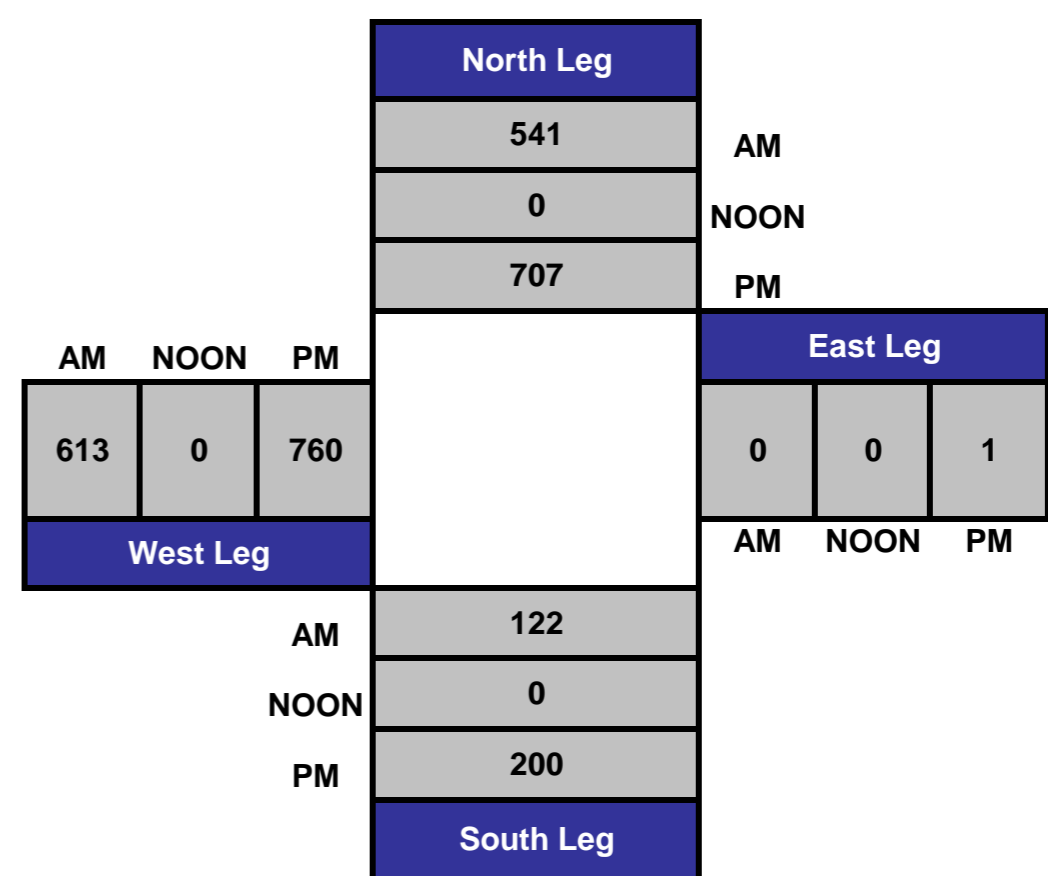 North Leg
541 AM
0 NOON
707 PM
East Leg
AM NOON PM
613 0 760
0 0 1
West Leg
AM NOON PM
AM 122
NOON 0
PM 200
South Leg